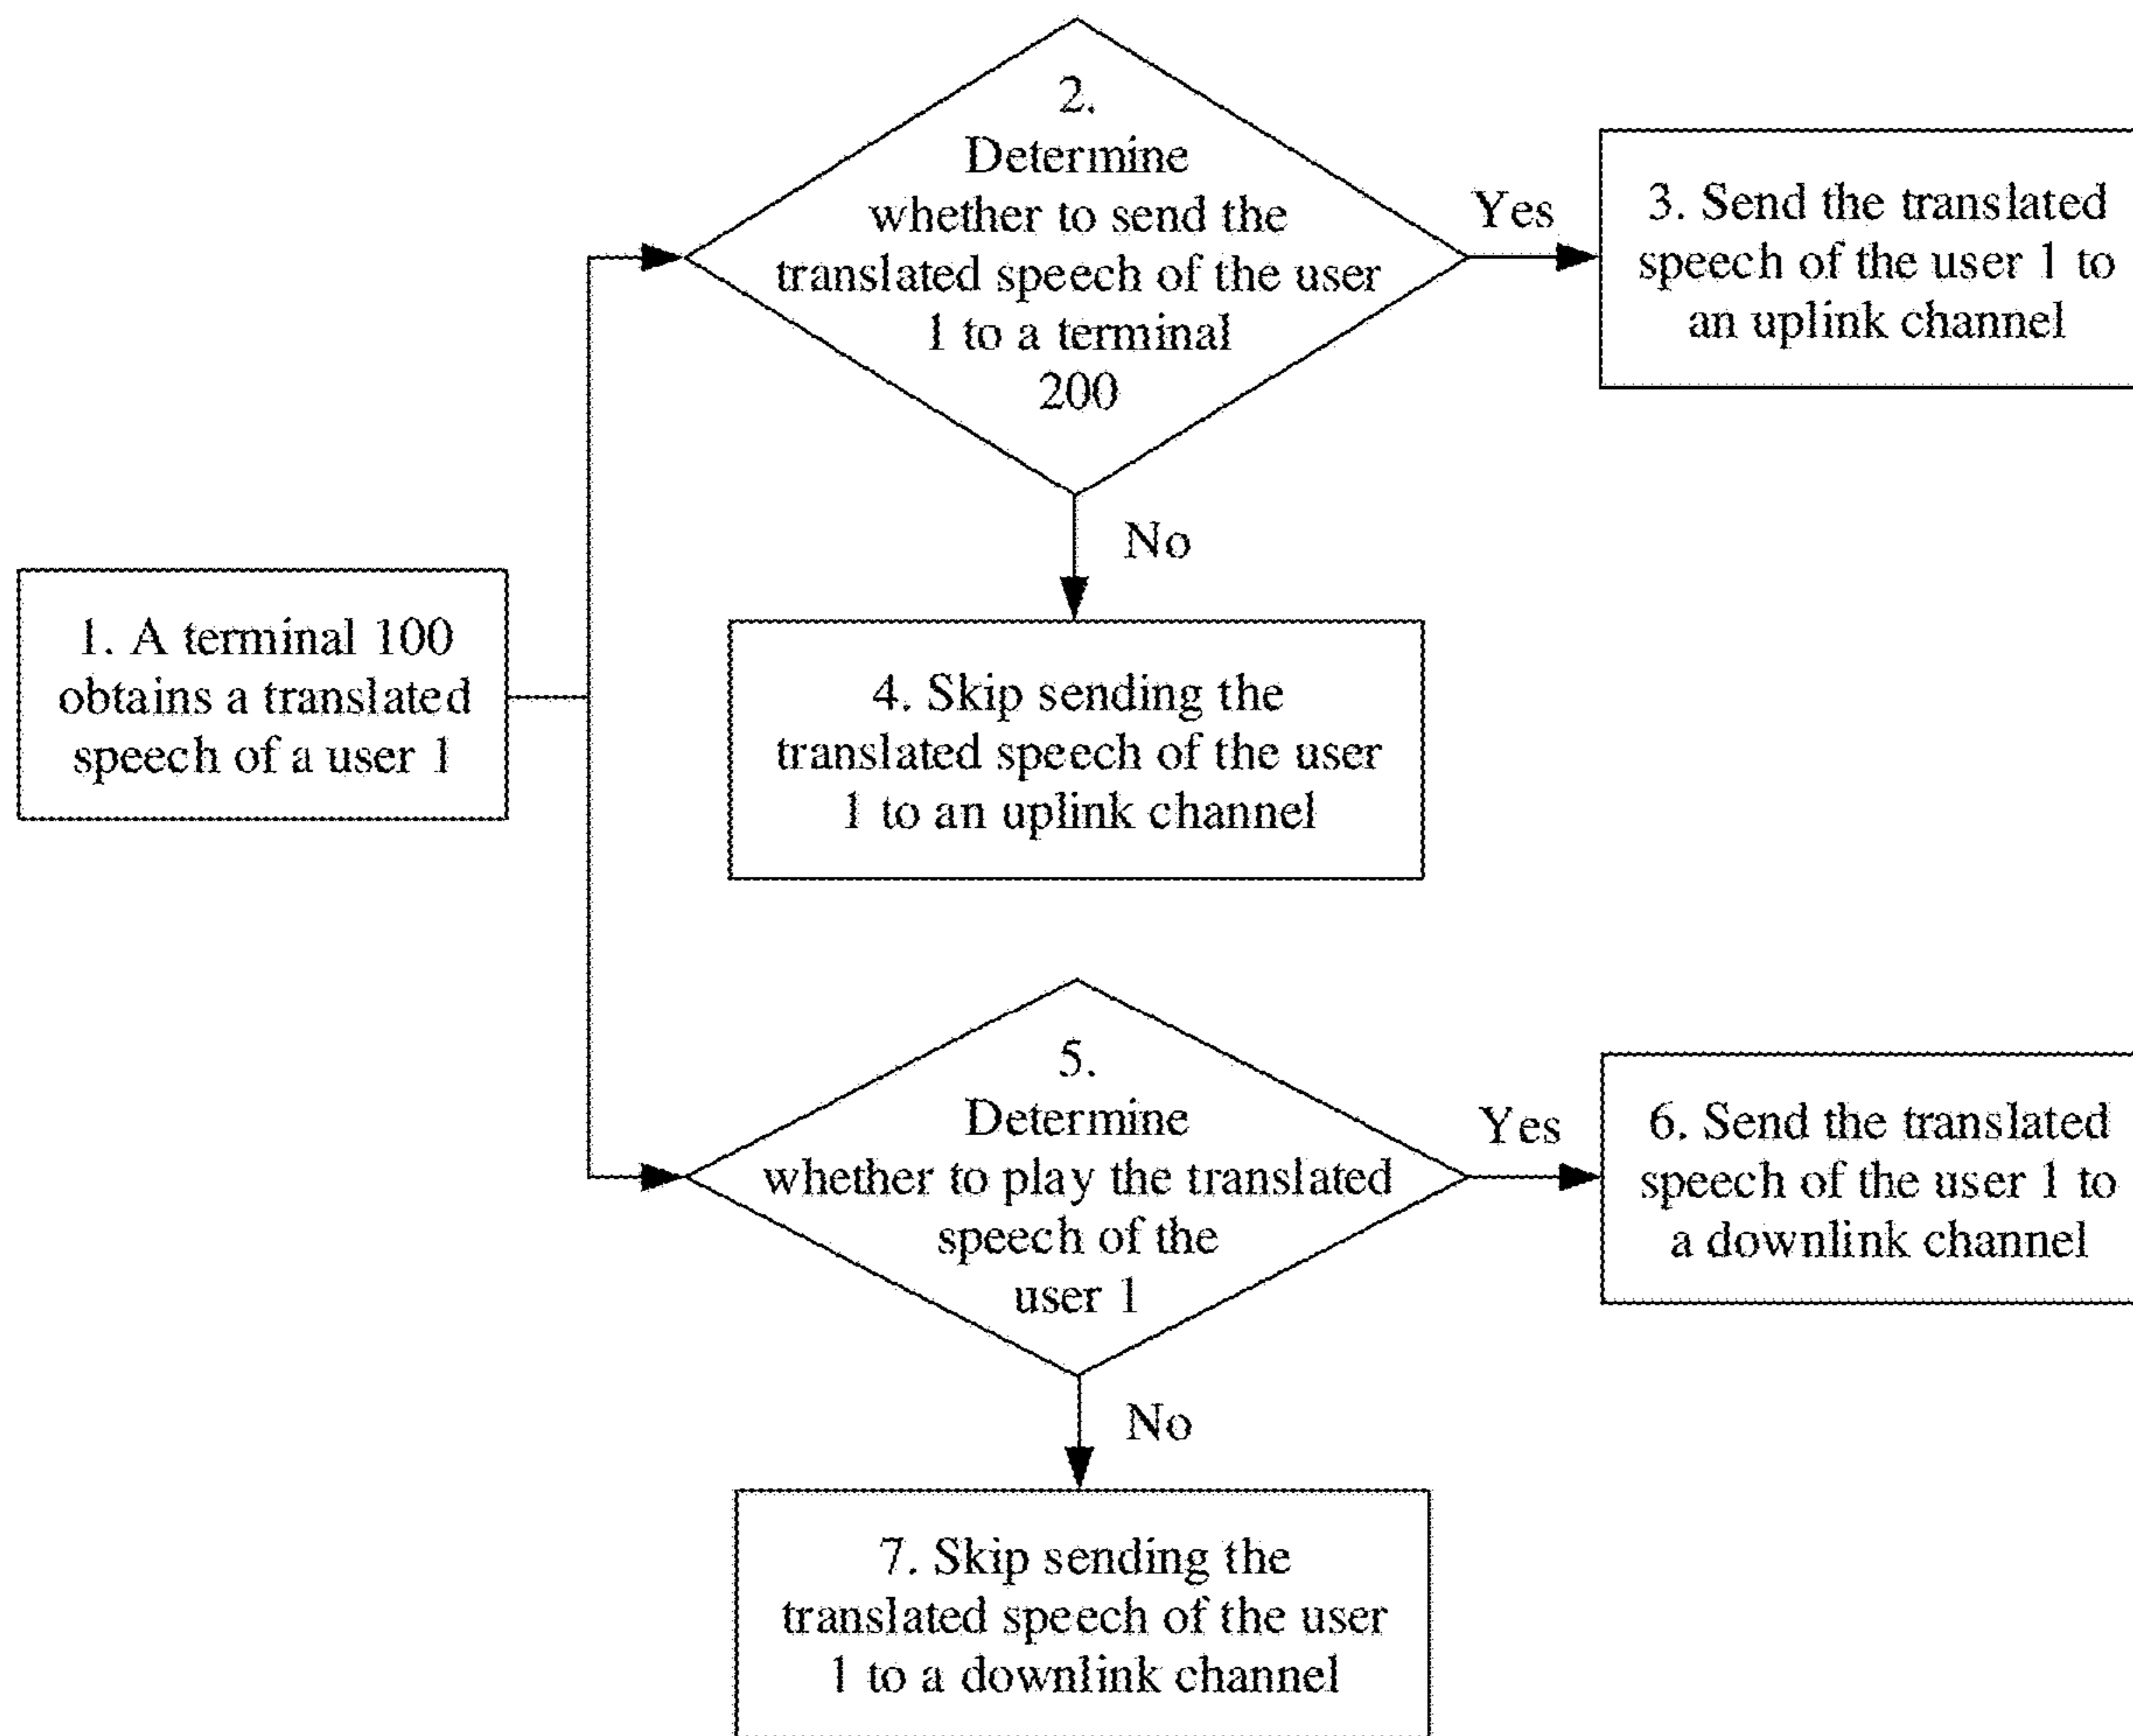 1. A terminal 100
obtains a translated
speech of a user 1
2.
Determine
whether to send the
translated speech of the user
1 to a terminal
200
Yes
3. Send the translated
speech of the user 1 to
an uplink channel
No
4. Skip sending the
translated speech of the user
1 to an uplink channel
5.
Determine
whether to play the translated
speech of the
user 1
Yes
6. Send the translated
speech of the user 1 to
a downlink channel
No
7. Skip sending the
translated speech of the user
1 to a downlink channel